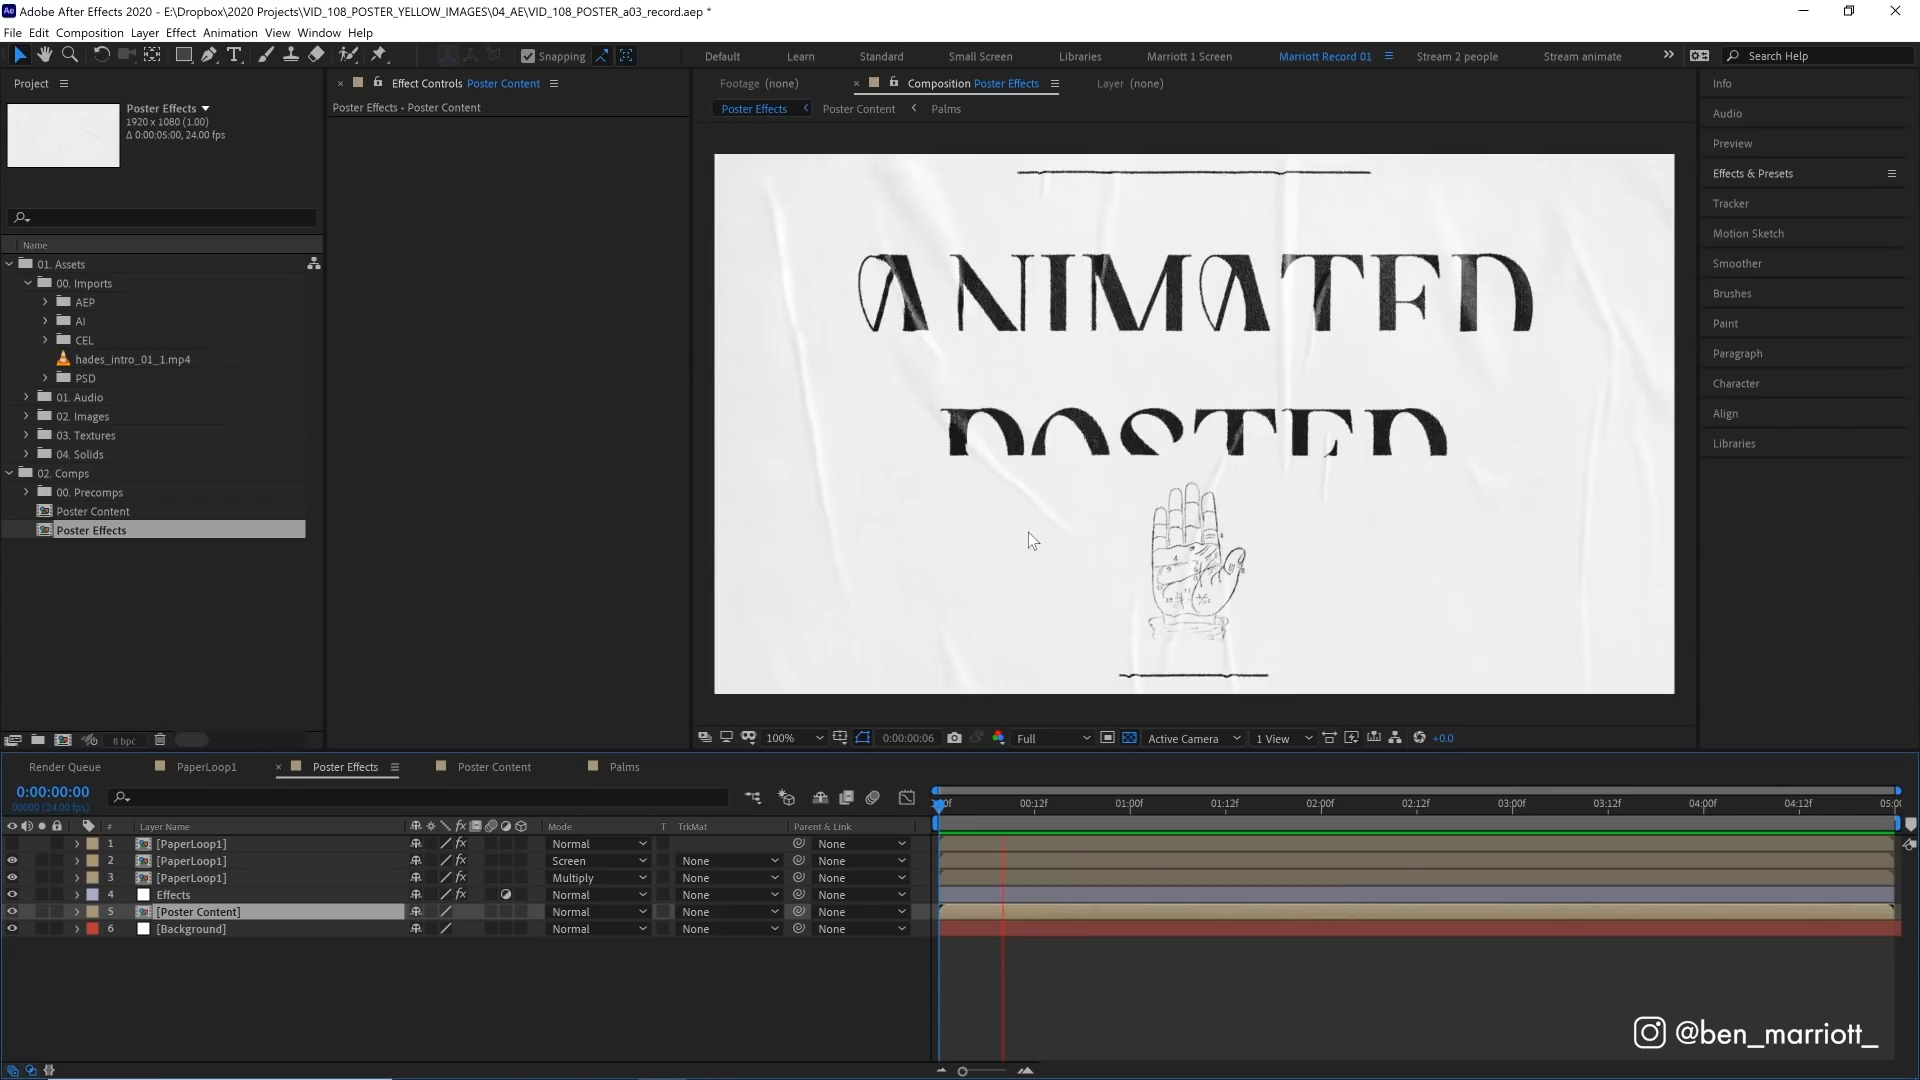 Adobe After Effects 2020 - E:\Dropbox\2020 Projects\VID_108_POSTER_YELLOW_IMAGES\04_AE\VID_108_POSTER_a03_record.aep *
File Edit Composition Layer Effect Animation View Window Help
Snapping
Default Learn Standard Small Screen Libraries Marriott 1 Screen Marriott Record 01 Stream 2 people Stream animate
Search Help
Project
Poster Effects
1920 x 1080 (1.00)
Δ 0:00:05:00, 24.00 fps
Name
01. Assets
00. Imports
AEP
AI
CEL
hades_intro_01_1.mp4
PSD
01. Audio
02. Images
03. Textures
04. Solids
02. Comps
00. Precomps
Poster Content
Poster Effects
8 bpc
Effect Controls Poster Content
Poster Effects - Poster Content
Footage (none) Composition Poster Effects Layer (none)
Poster Effects Poster Content Palms
ANIMATED
POSTER
100% 0:00:00:06 Full Active Camera 1 View +0.0
Info
Audio
Preview
Effects & Presets
Tracker
Motion Sketch
Smoother
Brushes
Paint
Paragraph
Character
Align
Libraries
Render Queue PaperLoop1 Poster Effects Poster Content Palms
0:00:00:00
00000 (24.00 fps)
00:12f 01:00f 01:12f 02:00f 02:12f 03:00f 03:12f 04:00f 04:12f
# Layer Name Mode T TrkMat Parent & Link
1 [PaperLoop1] Normal None
2 [PaperLoop1] Screen None None
3 [PaperLoop1] Multiply None None
4 Effects Normal None None
5 [Poster Content] Normal None None
6 [Background] Normal None None
@ben_marriott_